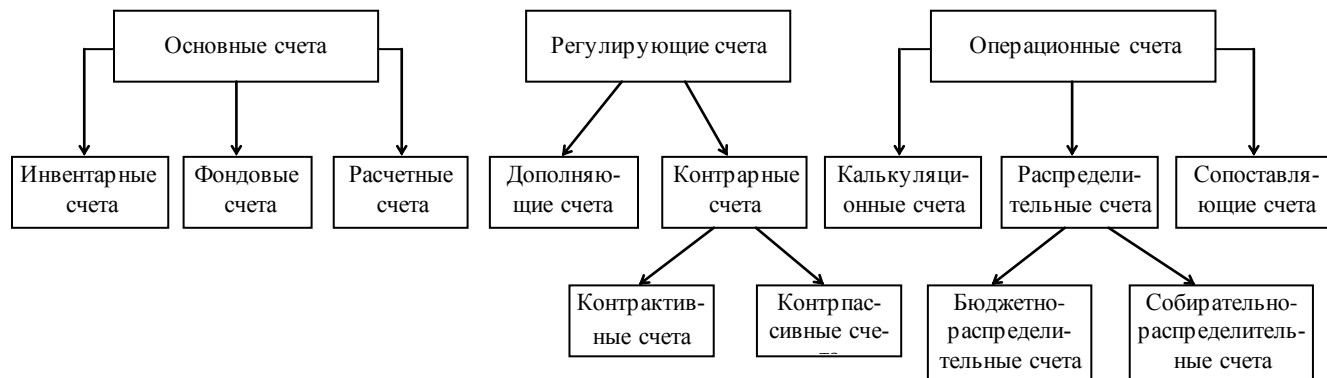 Основные счета
Регулирующие счета
Операционные счета
Инвентарные
счета
Фондовые
счета
Расчетные
счета
Дополняю-
щие счета
Контрарные
счета
Калькуляци-
онные счета
Распредели-
тельные счета
Сопоставля-
ющие счета
Контрактив-
ные счета
Контрпас-
сивные сче-
Бюджетно-
распредели-
тельные счета
Собирательно-
распределитель-
ные счета